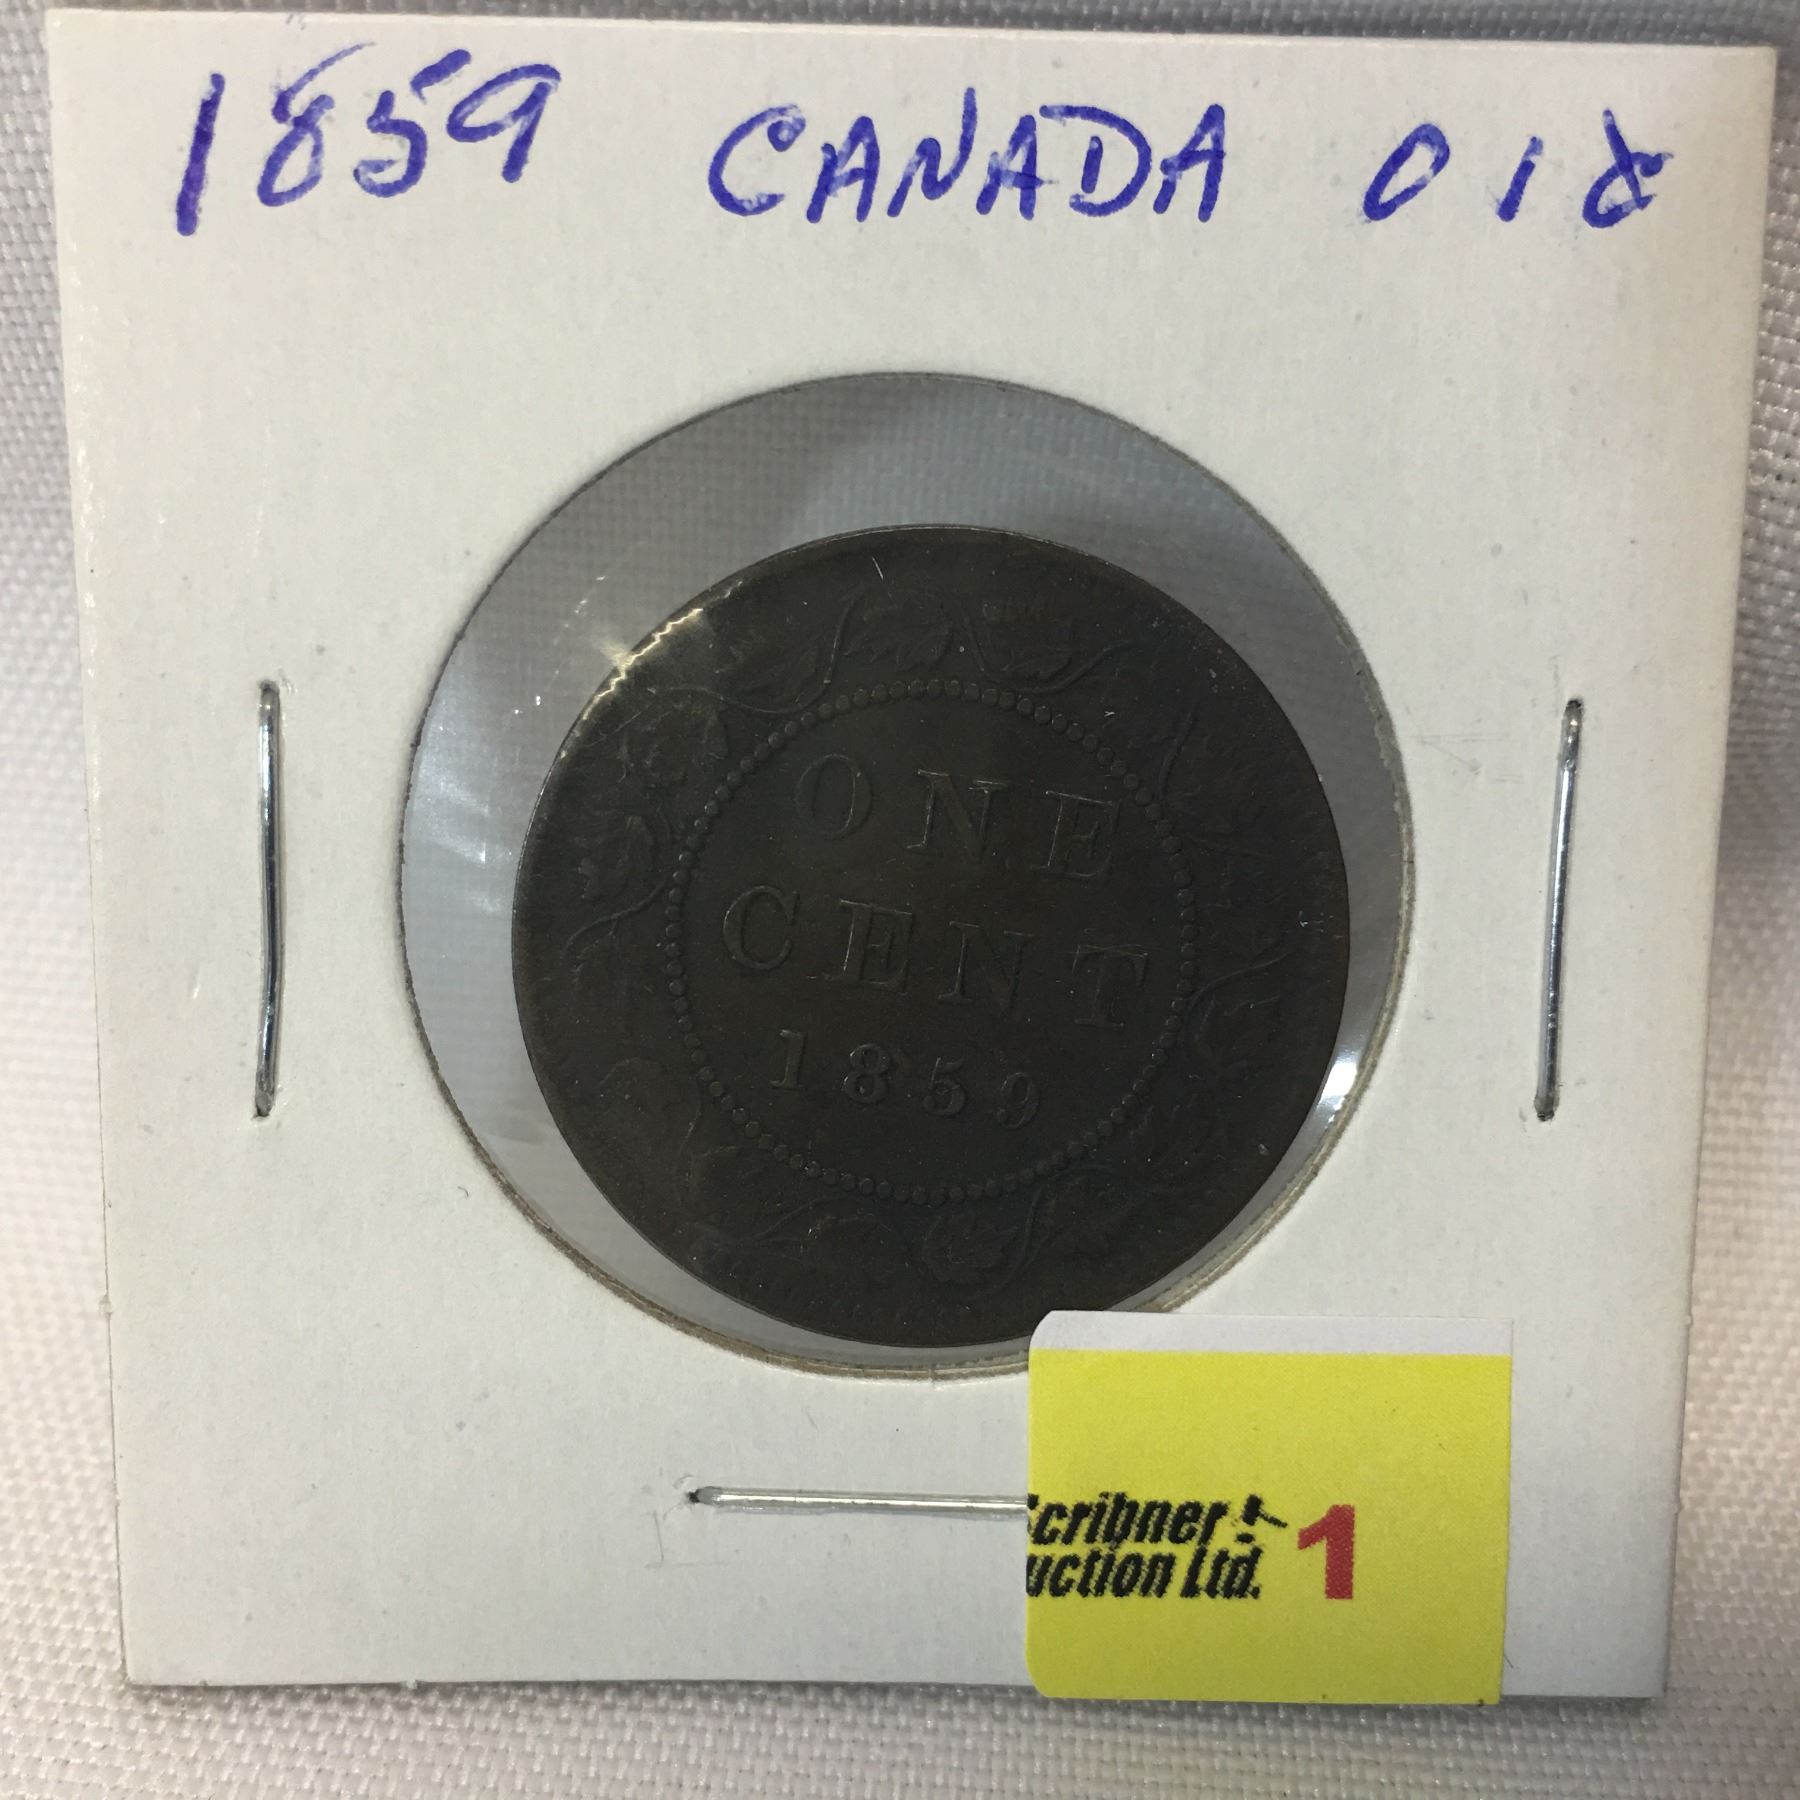 1859 CANADA 01¢
ONE
CENT
1859
Scribner
uction Ltd. 1